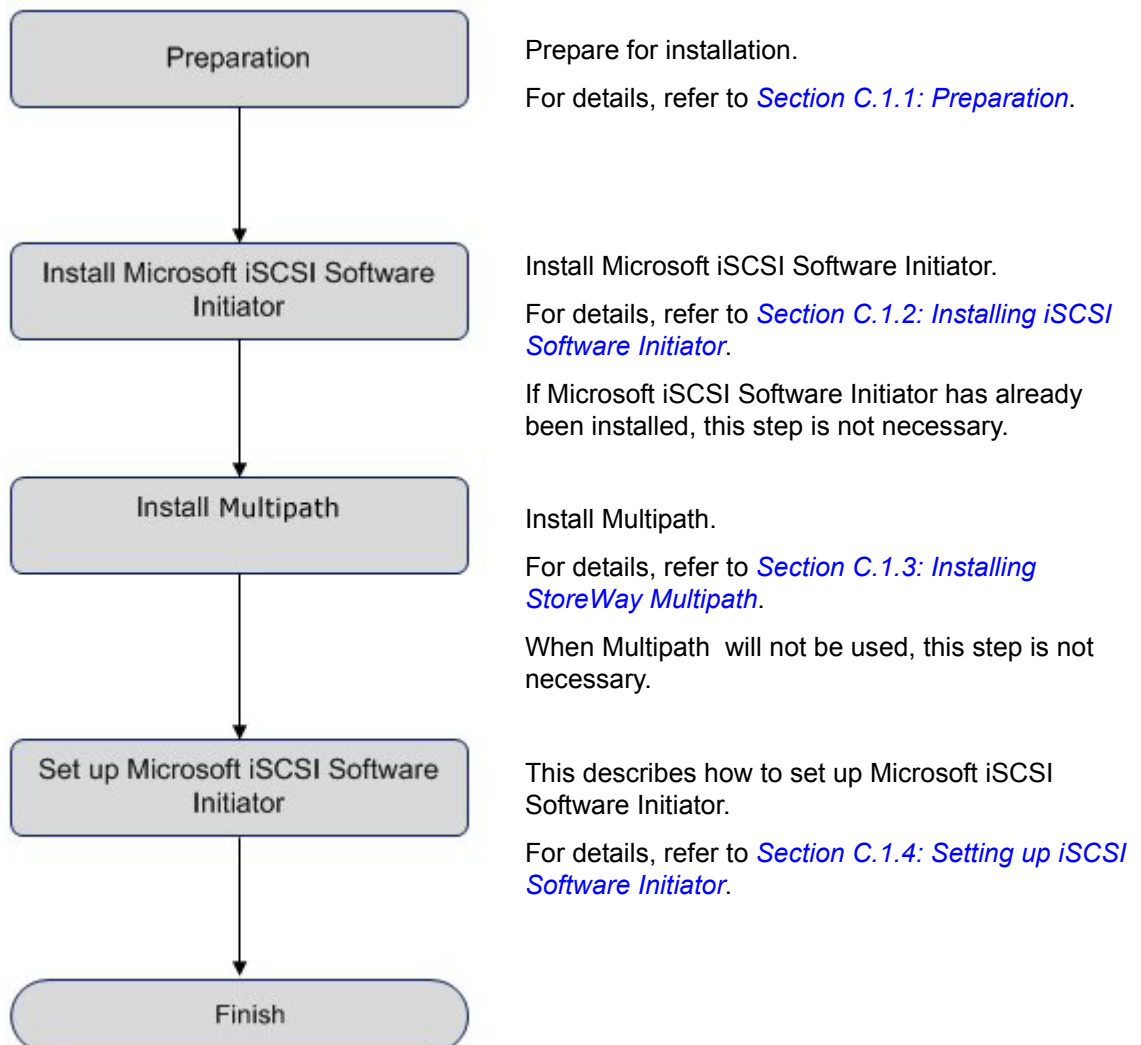 Preparation
Prepare for installation.
For details, refer to Section C.1.1: Preparation.
Install Microsoft iSCSI Software
Initiator
Install Microsoft iSCSI Software Initiator.
For details, refer to Section C.1.2: Installing iSCSI
Software Initiator.
If Microsoft iSCSI Software Initiator has already
been installed, this step is not necessary.
Install Multipath
Install Multipath.
For details, refer to Section C.1.3: Installing
StoreWay Multipath.
When Multipath will not be used, this step is not
necessary.
Set up Microsoft iSCSI Software
Initiator
This describes how to set up Microsoft iSCSI
Software Initiator.
For details, refer to Section C.1.4: Setting up iSCSI
Software Initiator.
Finish